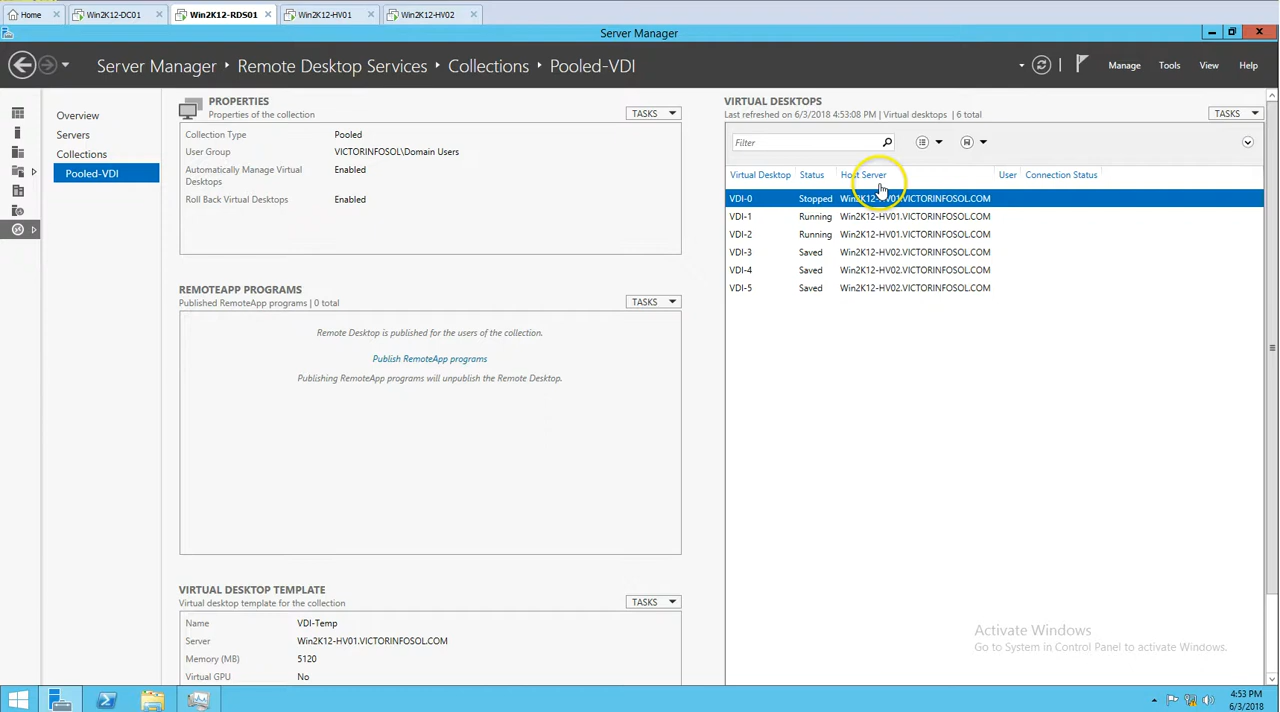 Home Win2K12-DC01 Win2K12-RDS01 Win2K12-HV01 Win2K12-HV02
Server Manager
Server Manager Remote Desktop Services Collections Pooled-VDI Manage Tools View Help
Overview
Servers
Collections
Pooled-VDI
PROPERTIES
Properties of the collection TASKS
Collection Type Pooled
User Group VICTORINFOSOL\Domain Users
Automatically Manage Virtual Enabled
Desktops
Roll Back Virtual Desktops Enabled
REMOTEAPP PROGRAMS
Published RemoteApp programs | 0 total TASKS
Remote Desktop is published for the users of the collection.
Publish RemoteApp programs
Publishing RemoteApp programs will unpublish the Remote Desktop.
VIRTUAL DESKTOP TEMPLATE
Virtual desktop template for the collection TASKS
Name VDI-Temp
Server Win2K12-HV01.VICTORINFOSOL.COM
Memory (MB) 5120
Virtual GPU No
VIRTUAL DESKTOPS
Last refreshed on 6/3/2018 4:53:08 PM | Virtual desktops | 6 total TASKS
Filter
Virtual Desktop Status Host Server User Connection Status
VDI-0 Stopped Win2K12-HV01.VICTORINFOSOL.COM
VDI-1 Running Win2K12-HV01.VICTORINFOSOL.COM
VDI-2 Running Win2K12-HV01.VICTORINFOSOL.COM
VDI-3 Saved Win2K12-HV02.VICTORINFOSOL.COM
VDI-4 Saved Win2K12-HV02.VICTORINFOSOL.COM
VDI-5 Saved Win2K12-HV02.VICTORINFOSOL.COM
Activate Windows
Go to System in Control Panel to activate Windows.
4:53 PM
6/3/2018